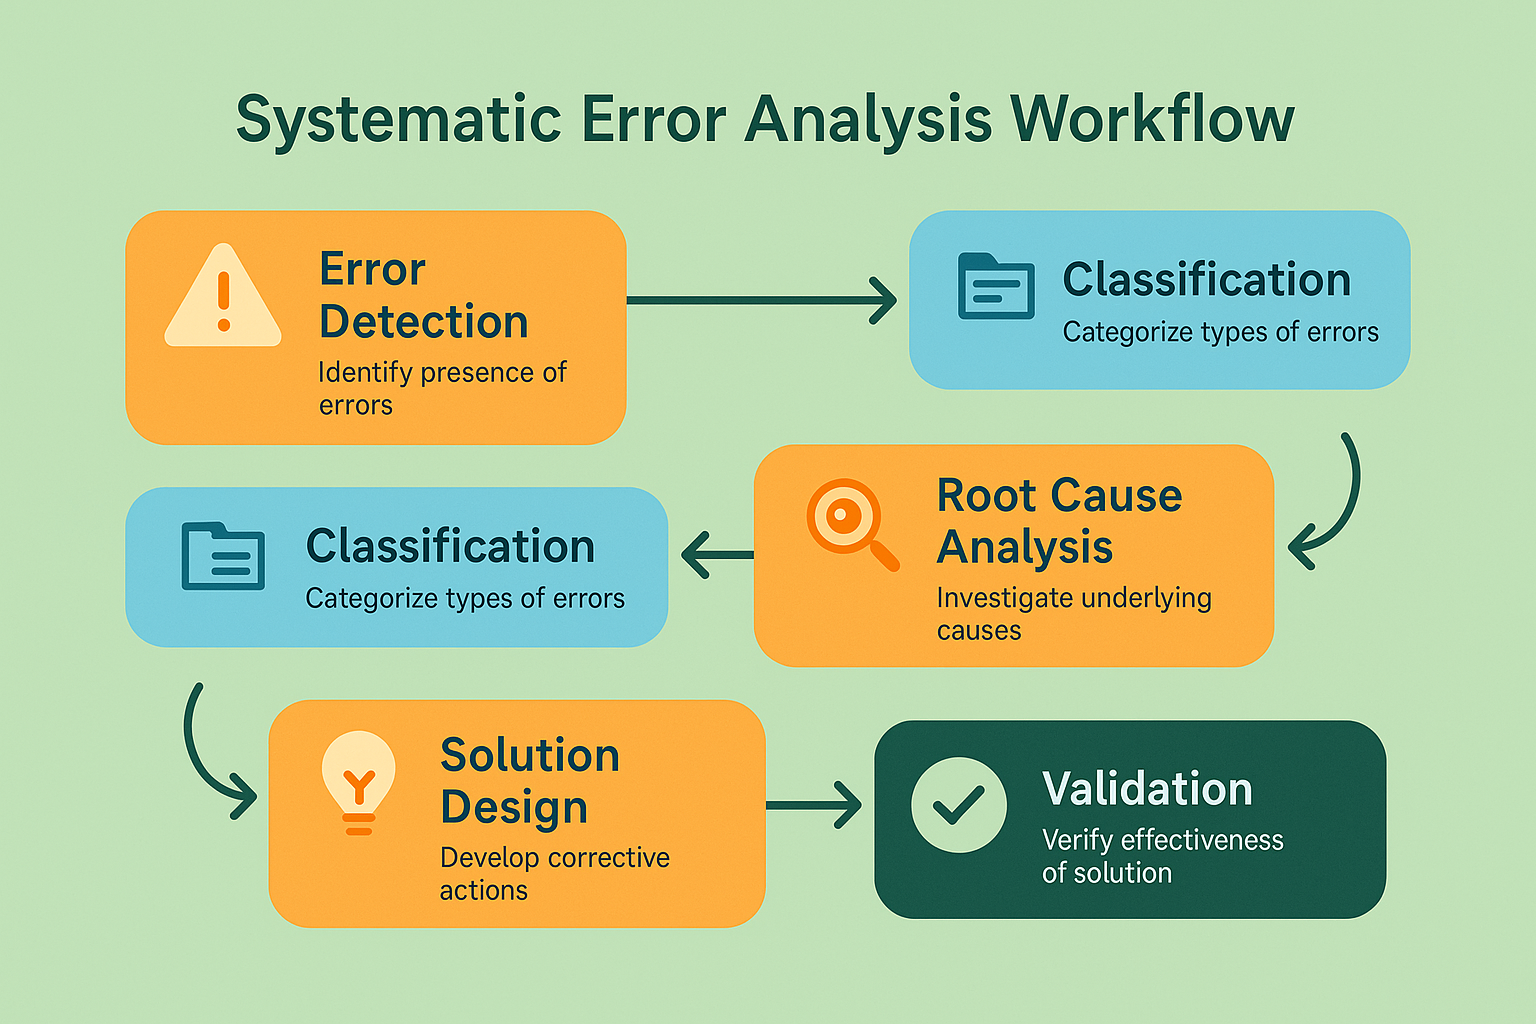 Systematic Error Analysis Workflow
Error
Detection
Identify presence of
errors
Classification
Categorize types of errors
Root Cause
Analysis
Investigate underlying
causes
Classification
Categorize types of errors
Solution
Design
Develop corrective
actions
Validation
Verify effectiveness
of solution